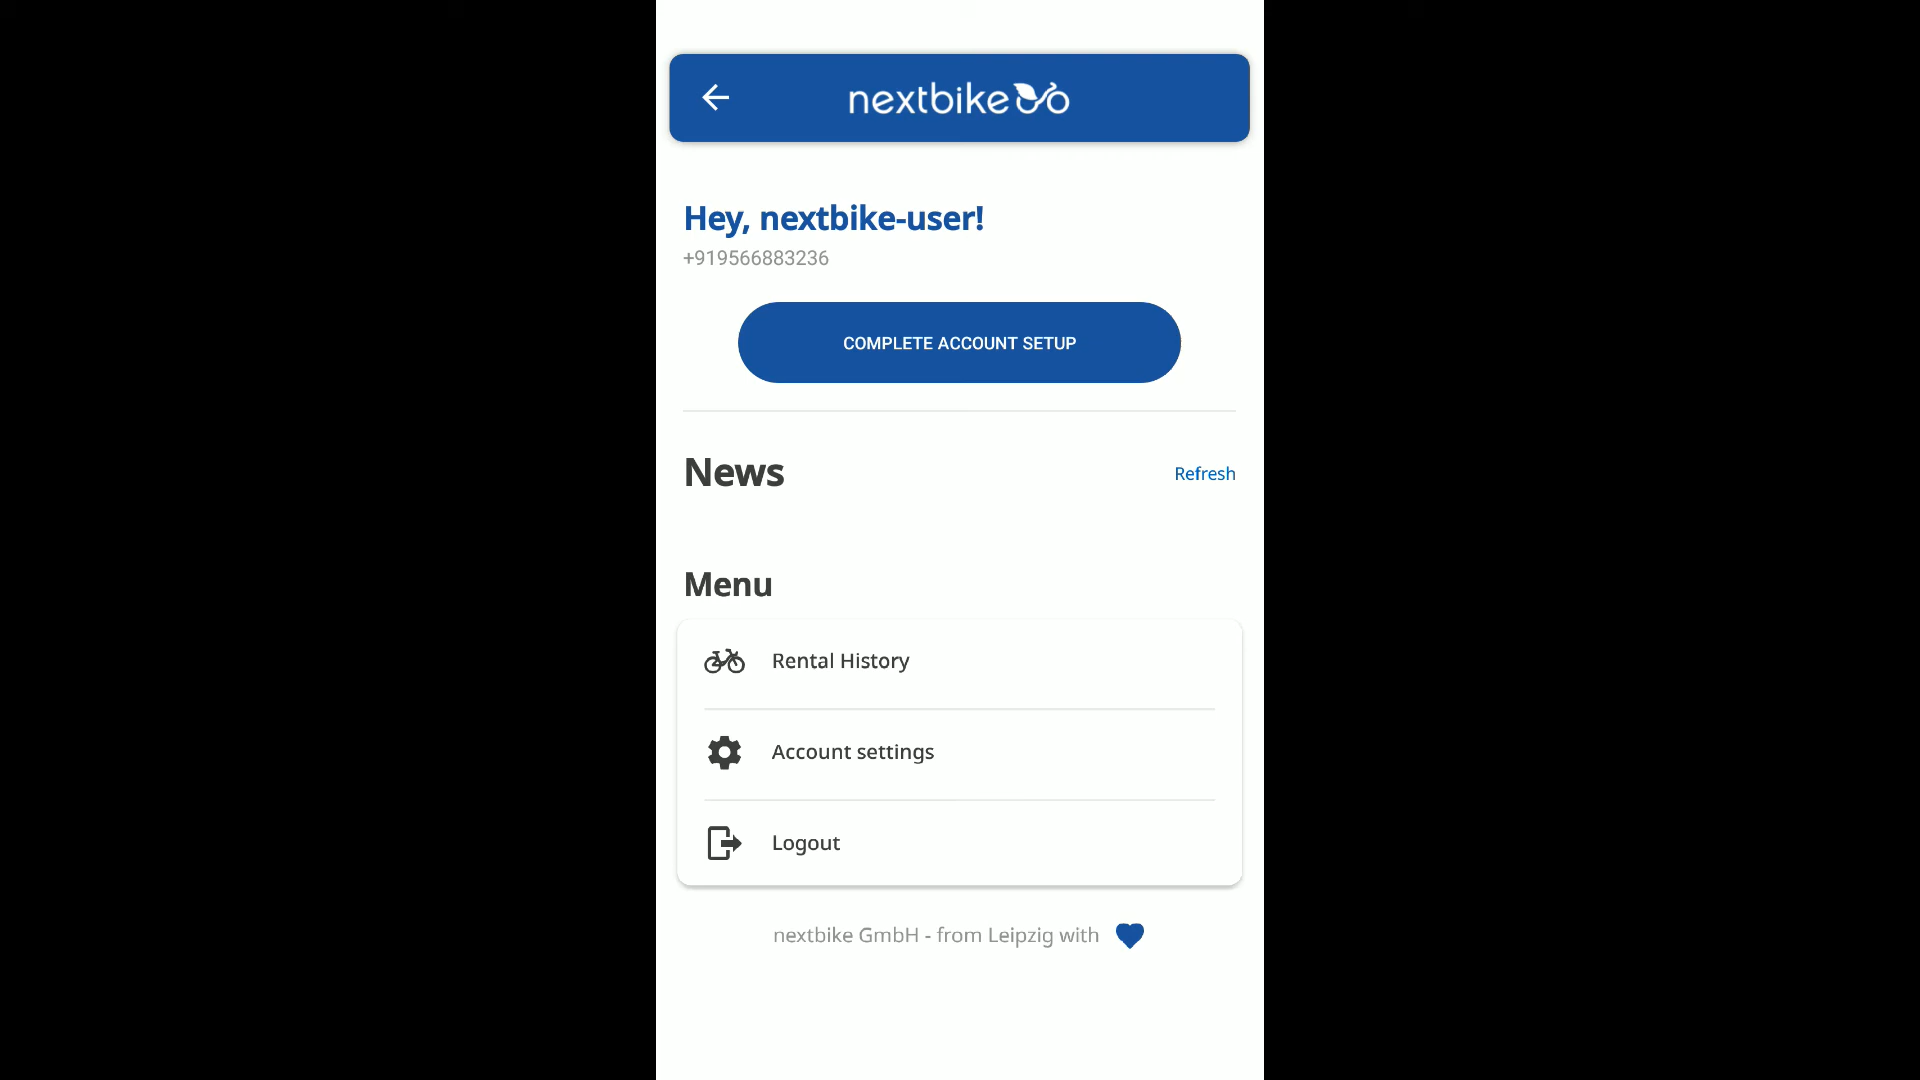 nextbike
Hey, nextbike-user!
+919566883236
COMPLETE ACCOUNT SETUP
News
Refresh
Menu
Rental History
Account settings
Logout
nextbike GmbH - from Leipzig with